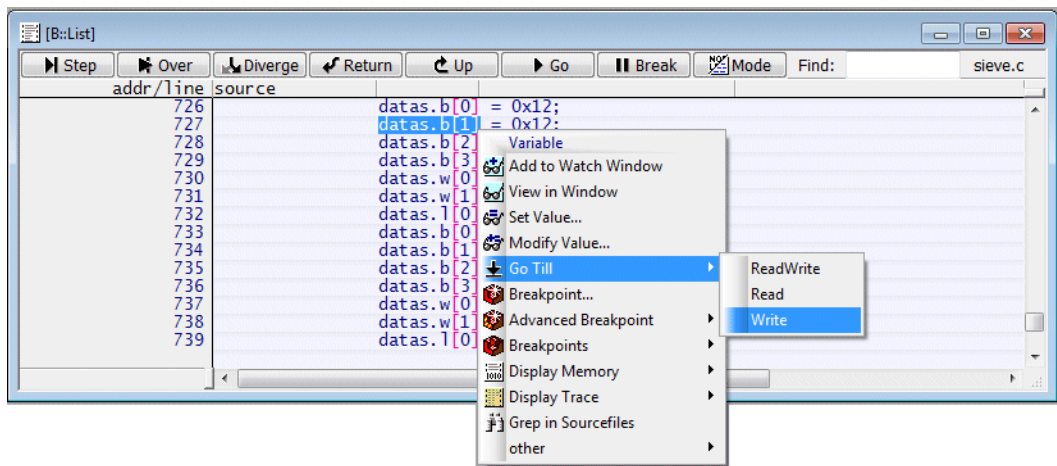 [B::List]
Step Over Diverge Return Up Go Break Mode Find: sieve.c
addr/line source
726 datas.b[0] = 0x12;
727 datas.b[1] = 0x12;
728 datas.b[2]
729 datas.b[3]
730 datas.w[0]
731 datas.w[1]
732 datas.l[0]
733 datas.b[0]
734 datas.b[1]
735 datas.b[2]
736 datas.b[3]
737 datas.w[0]
738 datas.w[1]
739 datas.l[0]
Variable
Add to Watch Window
View in Window
Set Value...
Modify Value...
Go Till
Breakpoint...
Advanced Breakpoint
Breakpoints
Display Memory
Display Trace
Grep in Sourcefiles
other
ReadWrite
Read
Write